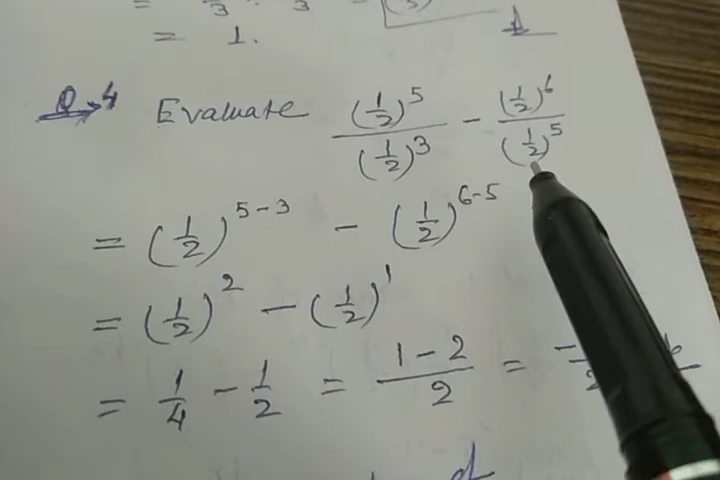 = 1.
Q→4 Evaluate (1/2)^5 / (1/2)^3 - (1/2)^6 / (1/2)^5
= (1/2)^5-3 - (1/2)^6-5
= (1/2)^2 - (1/2)^1
= 1/4 - 1/2 = 1-2 / 2 =